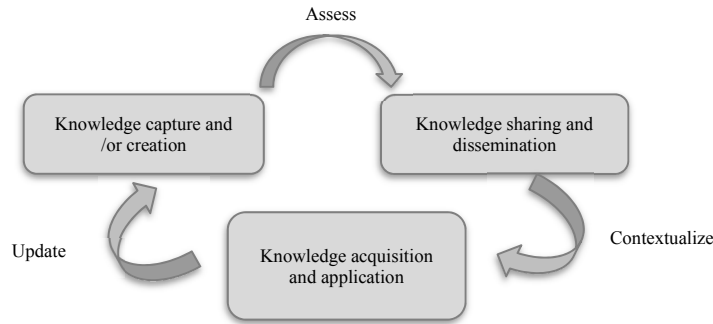 Assess
Knowledge capture and
/or creation
Knowledge sharing and
dissemination
Update
Knowledge acquisition
and application
Contextualize